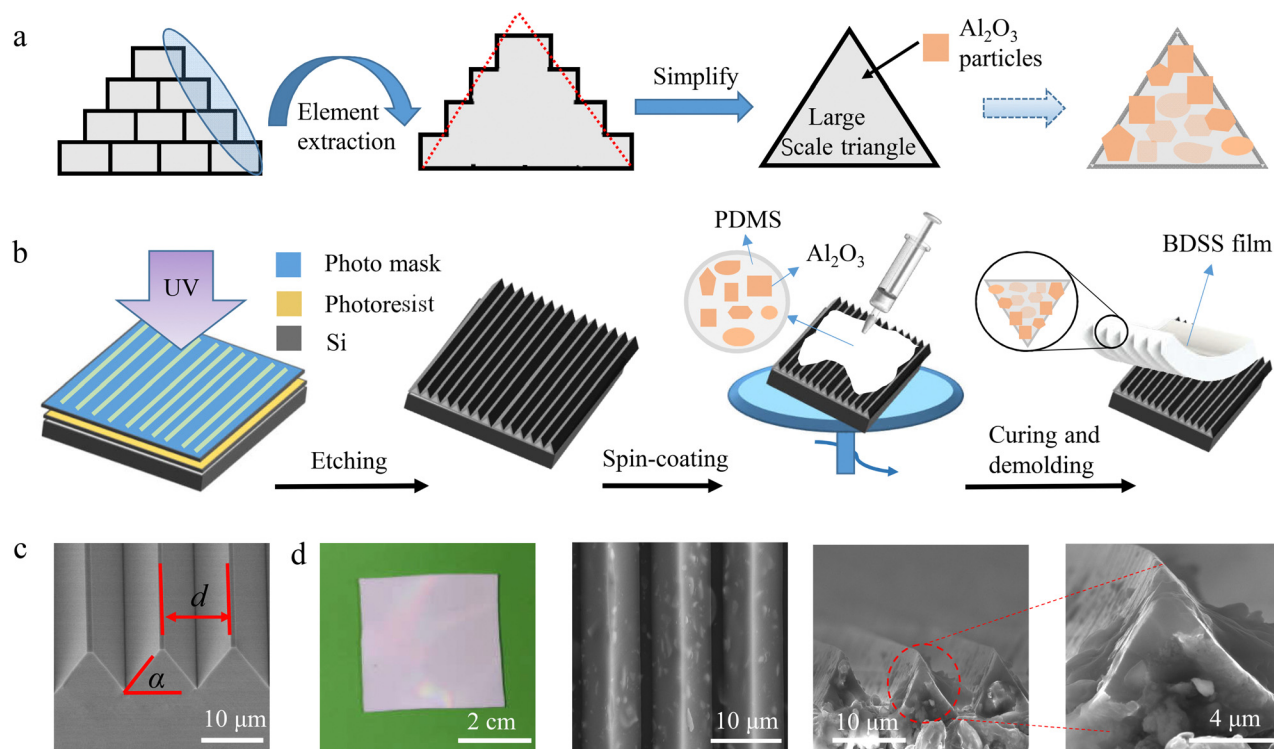 a
Element
extraction
Simplify
Large
Scale triangle
Al₂O₃
particles
b
UV
Photo mask
Photoresist
Si
Etching
Spin-coating
PDMS
Al₂O₃
Curing and
demolding
BDSS film
c
d
α
10 μm
d
2 cm
10 μm
10 μm
4 μm